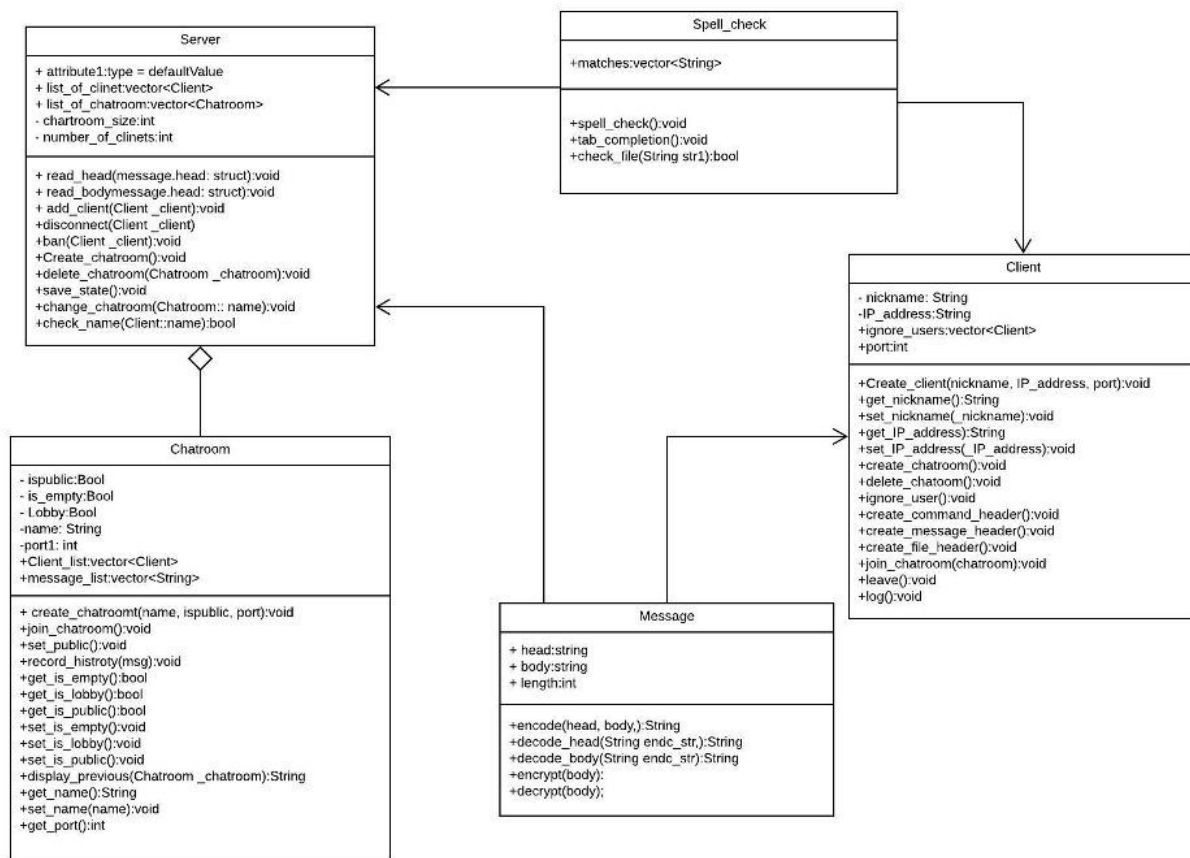 Server
+ attribute1:type = defaultValue
+ list_of_clinet:vector<Client>
+ list_of_chatroom:vector<Chatroom>
- chartroom_size:int
- number_of_clinets:int
+ read_head(message.head: struct):void
+ read_bodymessage.head: struct):void
+ add_client(Client _client):void
+disconnect(Client _client)
+ban(Client _client):void
+Create_chatroom():void
+delete_chatroom(Chatroom _chatroom):void
+save_state():void
+change_chatroom(Chatroom:: name):void
+check_name(Client::name):bool
Spell_check
+matches:vector<String>
+spell_check():void
+tab_completion():void
+check_file(String str1):bool
Client
- nickname: String
-IP_address:String
+ignore_users:vector<Client>
+port:int
+Create_client(nickname, IP_address, port):void
+get_nickname():String
+set_nickname(_nickname):void
+get_IP_address):String
+set_IP_address(_IP_address):void
+create_chatroom():void
+delete_chatoom():void
+ignore_user():void
+create_command_header():void
+create_message_header():void
+create_file_header():void
+join_chatroom(chatroom):void
+leave():void
+log():void
Chatroom
- ispublic:Bool
- is_empty:Bool
- Lobby:Bool
-name: String
-port1: int
+Client_list:vector<Client>
+message_list:vector<String>
+ create_chatroomt(name, ispublic, port):void
+join_chatroom():void
+set_public():void
+record_histroty(msg):void
+get_is_empty():bool
+get_is_lobby():bool
+get_is_public():bool
+set_is_empty():void
+set_is_lobby():void
+set_is_public():void
+display_previous(Chatroom _chatroom):String
+get_name():String
+set_name(name):void
+get_port():int
Message
+ head:string
+ body:string
+ length:int
+encode(head, body,):String
+decode_head(String endc_str,):String
+decode_body(String endc_str):String
+encrypt(body):
+decrypt(body);